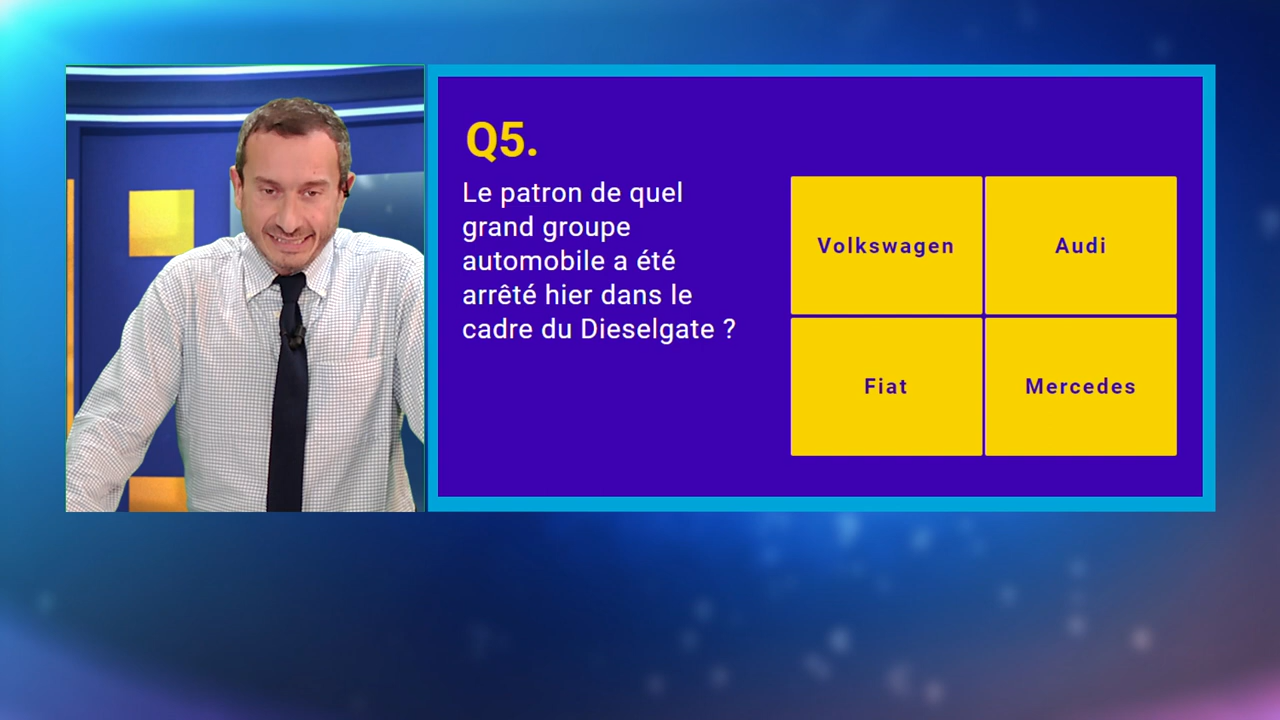 Q5.
Le patron de quel
grand groupe
automobile a été
arrêté hier dans le
cadre du Dieselgate ?
Volkswagen
Audi
Fiat
Mercedes